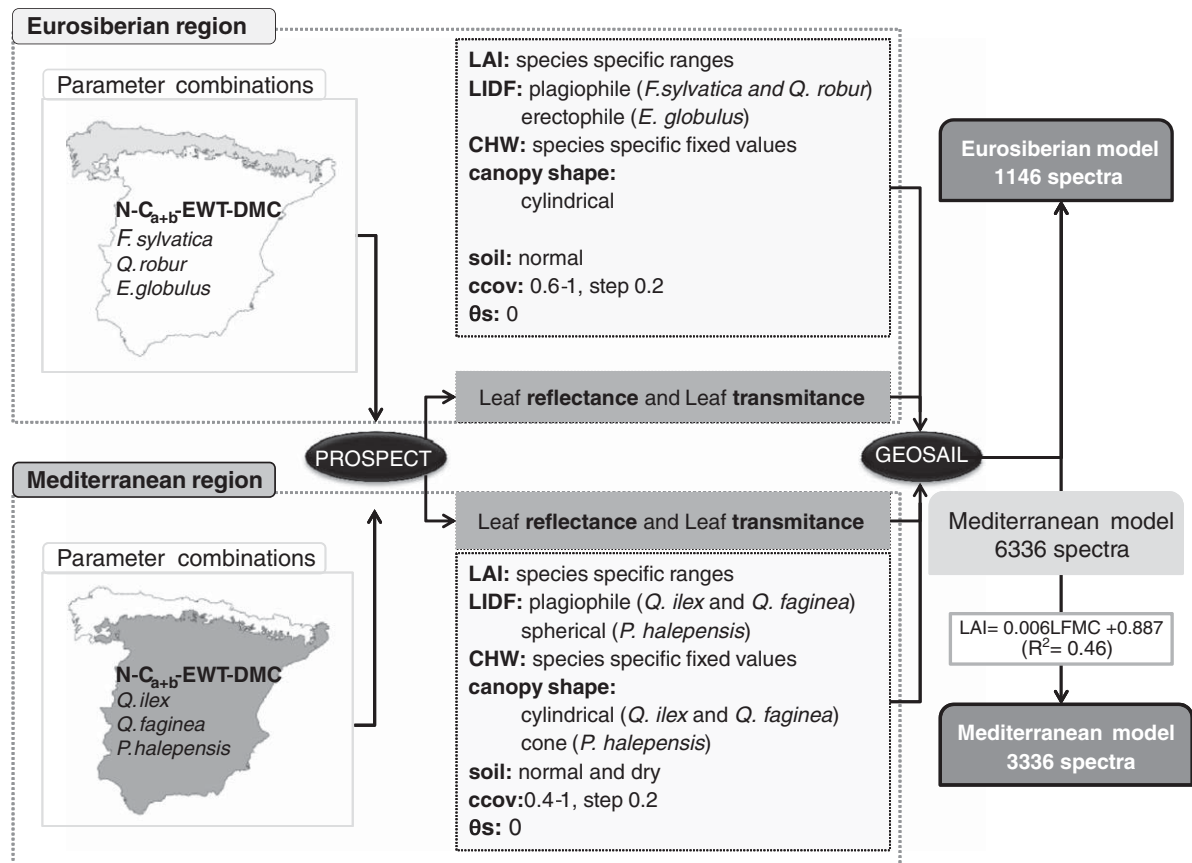 Eurosiberian region
Parameter combinations
N-Ca+b-EWT-DMC
F. sylvatica
Q. robur
E.globulus
LAI: species specific ranges
LIDF: plagiophile (F.sylvatica and Q. robur)
erectophile (E. globulus)
CHW: species specific fixed values
canopy shape:
cylindrical
soil: normal
ccov: 0.6-1, step 0.2
θs: 0
Leaf reflectance and Leaf transmitance
PROSPECT
GEOSAIL
Eurosiberian model
1146 spectra
Mediterranean region
Parameter combinations
N-Ca+b-EWT-DMC
Q. ilex
Q. faginea
P. halepensis
Leaf reflectance and Leaf transmitance
LAI: species specific ranges
LIDF: plagiophile (Q. ilex and Q. faginea)
spherical (P. halepensis)
CHW: species specific fixed values
canopy shape:
cylindrical (Q. ilex and Q. faginea)
cone (P. halepensis)
soil: normal and dry
ccov:0.4-1, step 0.2
θs: 0
Mediterranean model
6336 spectra
LAI= 0.006LFMC +0.887
(R²= 0.46)
Mediterranean model
3336 spectra